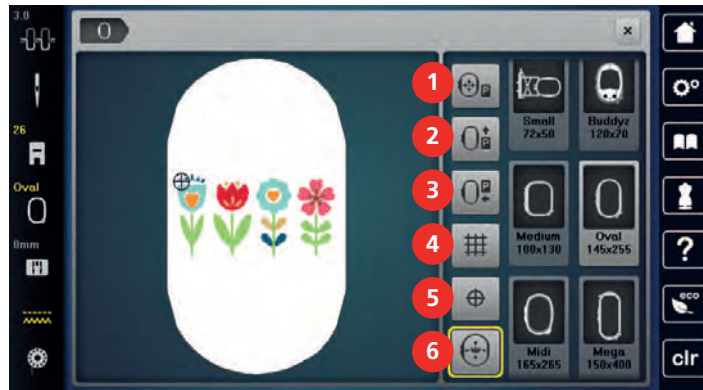 3.0
26
Oval
0mm
0
×
1
P
2
P
3
P
4
5
6
Small
72x50
Buddyz
120x70
Medium
100x130
Oval
145x255
Midi
165x265
Mega
150x400
?
eco
clr